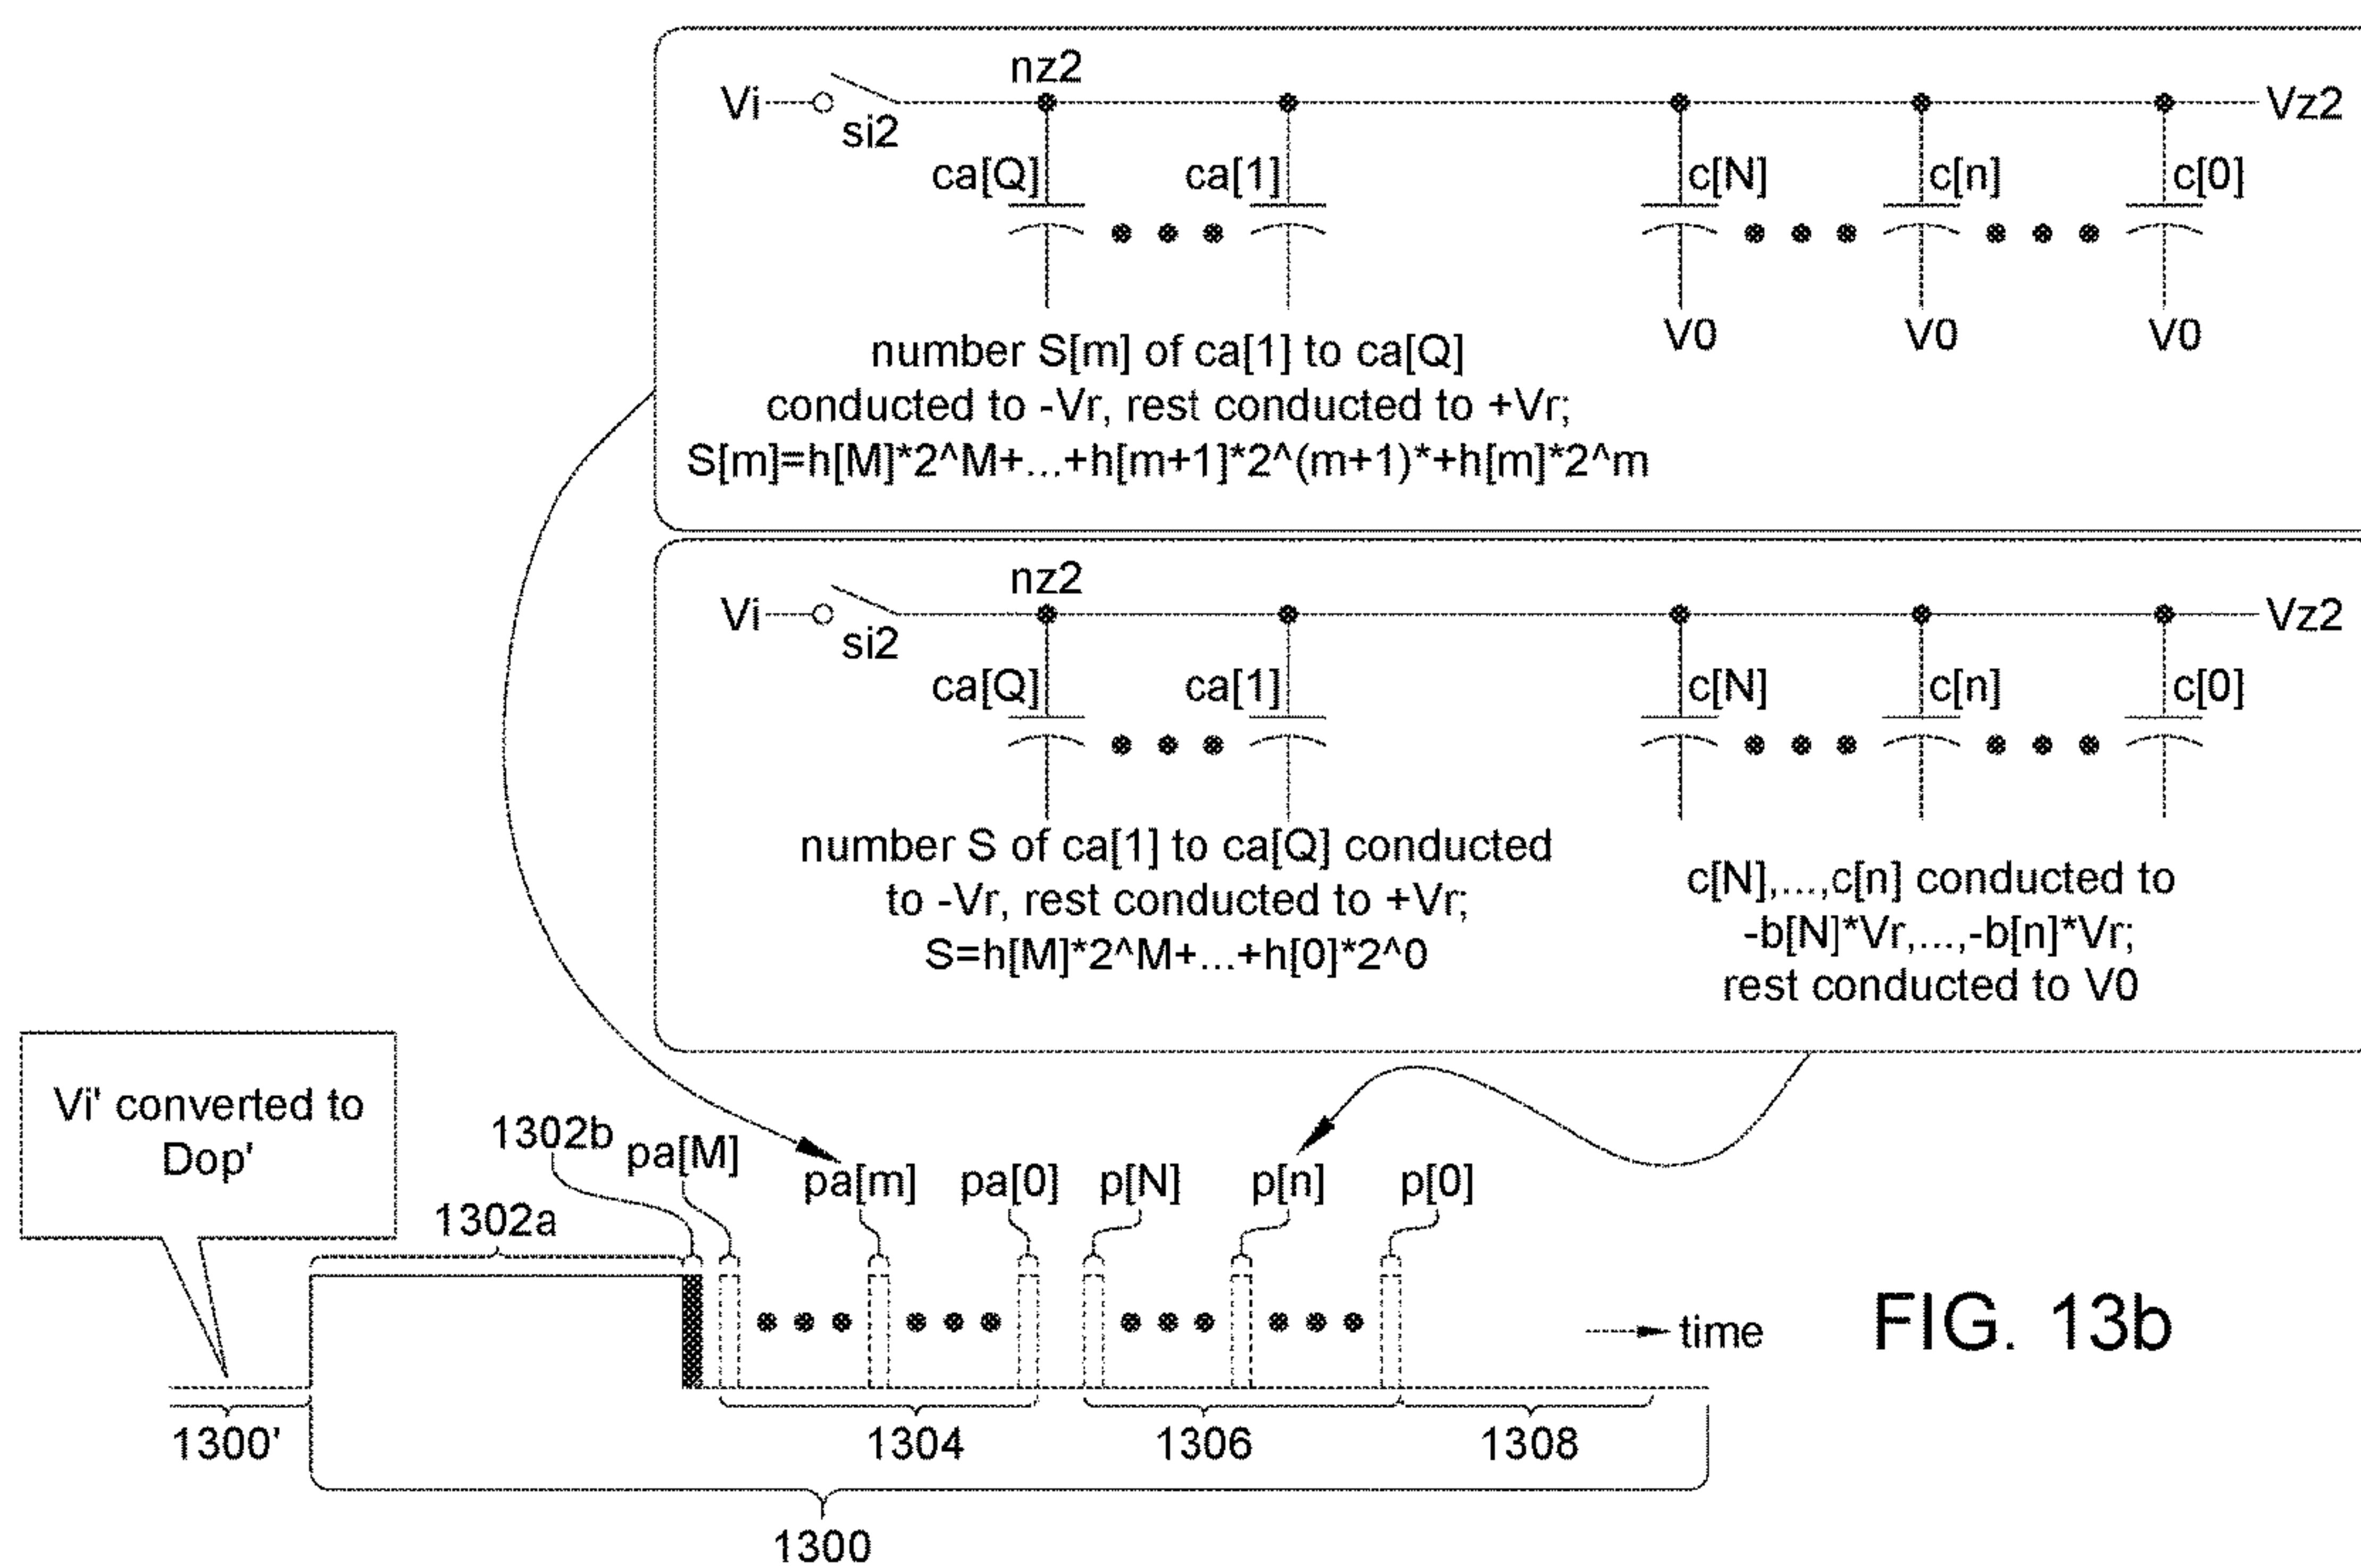 nz2
Vi
si2
Vz2
ca[Q]
ca[1]
c[N]
c[n]
c[0]
V0
V0
V0
number S[m] of ca[1] to ca[Q]
conducted to -Vr, rest conducted to +Vr;
S[m]=h[M]*2^M+...+h[m+1]*2^(m+1)*+h[m]*2^m
nz2
Vi
si2
Vz2
ca[Q]
ca[1]
c[N]
c[n]
c[0]
number S of ca[1] to ca[Q] conducted
to -Vr, rest conducted to +Vr;
S=h[M]*2^M+...+h[0]*2^0
c[N],...,c[n] conducted to
-b[N]*Vr,...,-b[n]*Vr;
rest conducted to V0
Vi' converted to
Dop'
1302a
1302b
pa[M]
pa[m]
pa[0]
p[N]
p[n]
p[0]
time
FIG. 13b
1300'
1304
1306
1308
1300